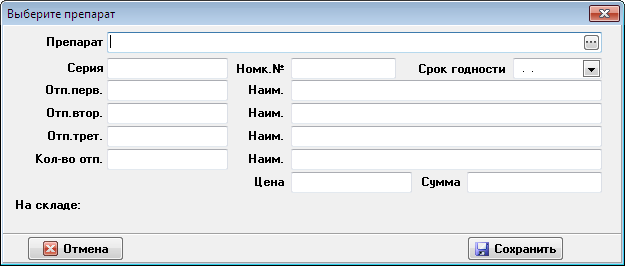 Выберите препарат
Препарат ...
Серия Номк.№ Срок годности . .
Отп.перв. Наим.
Отп.втор. Наим.
Отп.трет. Наим.
Кол-во отп. Наим.
Цена Сумма
На складе:
Отмена Сохранить